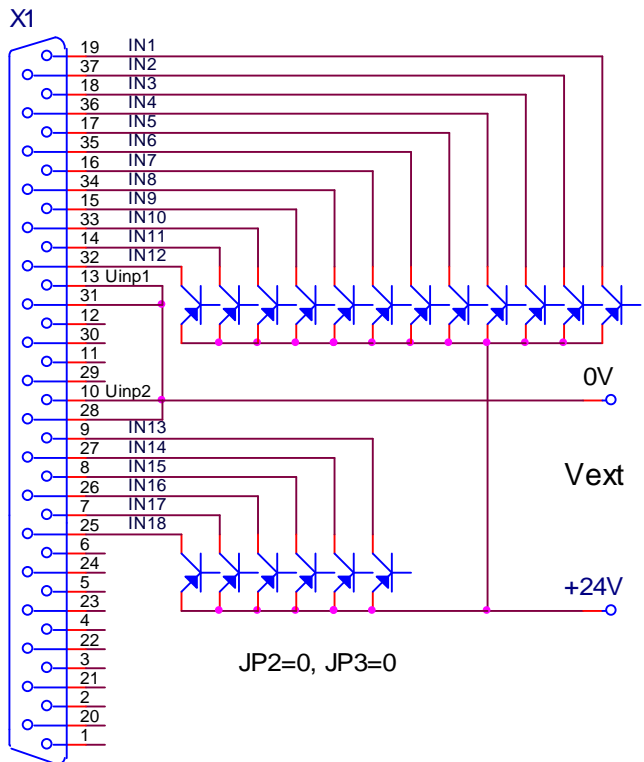 X1
19 IN1
37 IN2
18 IN3
36 IN4
17 IN5
35 IN6
16 IN7
34 IN8
15 IN9
33 IN10
14 IN11
32 IN12
13 Uinp1
31
12
30
11
29
0V
10 Uinp2
28
9 IN13
27 IN14
8 IN15
Vext
26 IN16
7 IN17
25 IN18
6
24
5
+24V
23
4
22
3
JP2=0, JP3=0
21
2
20
1